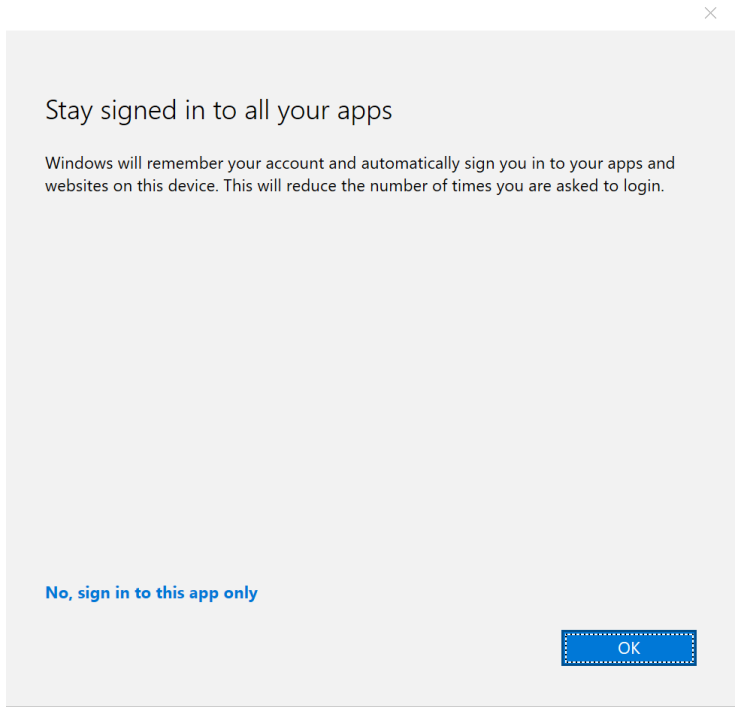 Stay signed in to all your apps
Windows will remember your account and automatically sign you in to your apps and
websites on this device. This will reduce the number of times you are asked to login.
No, sign in to this app only
OK